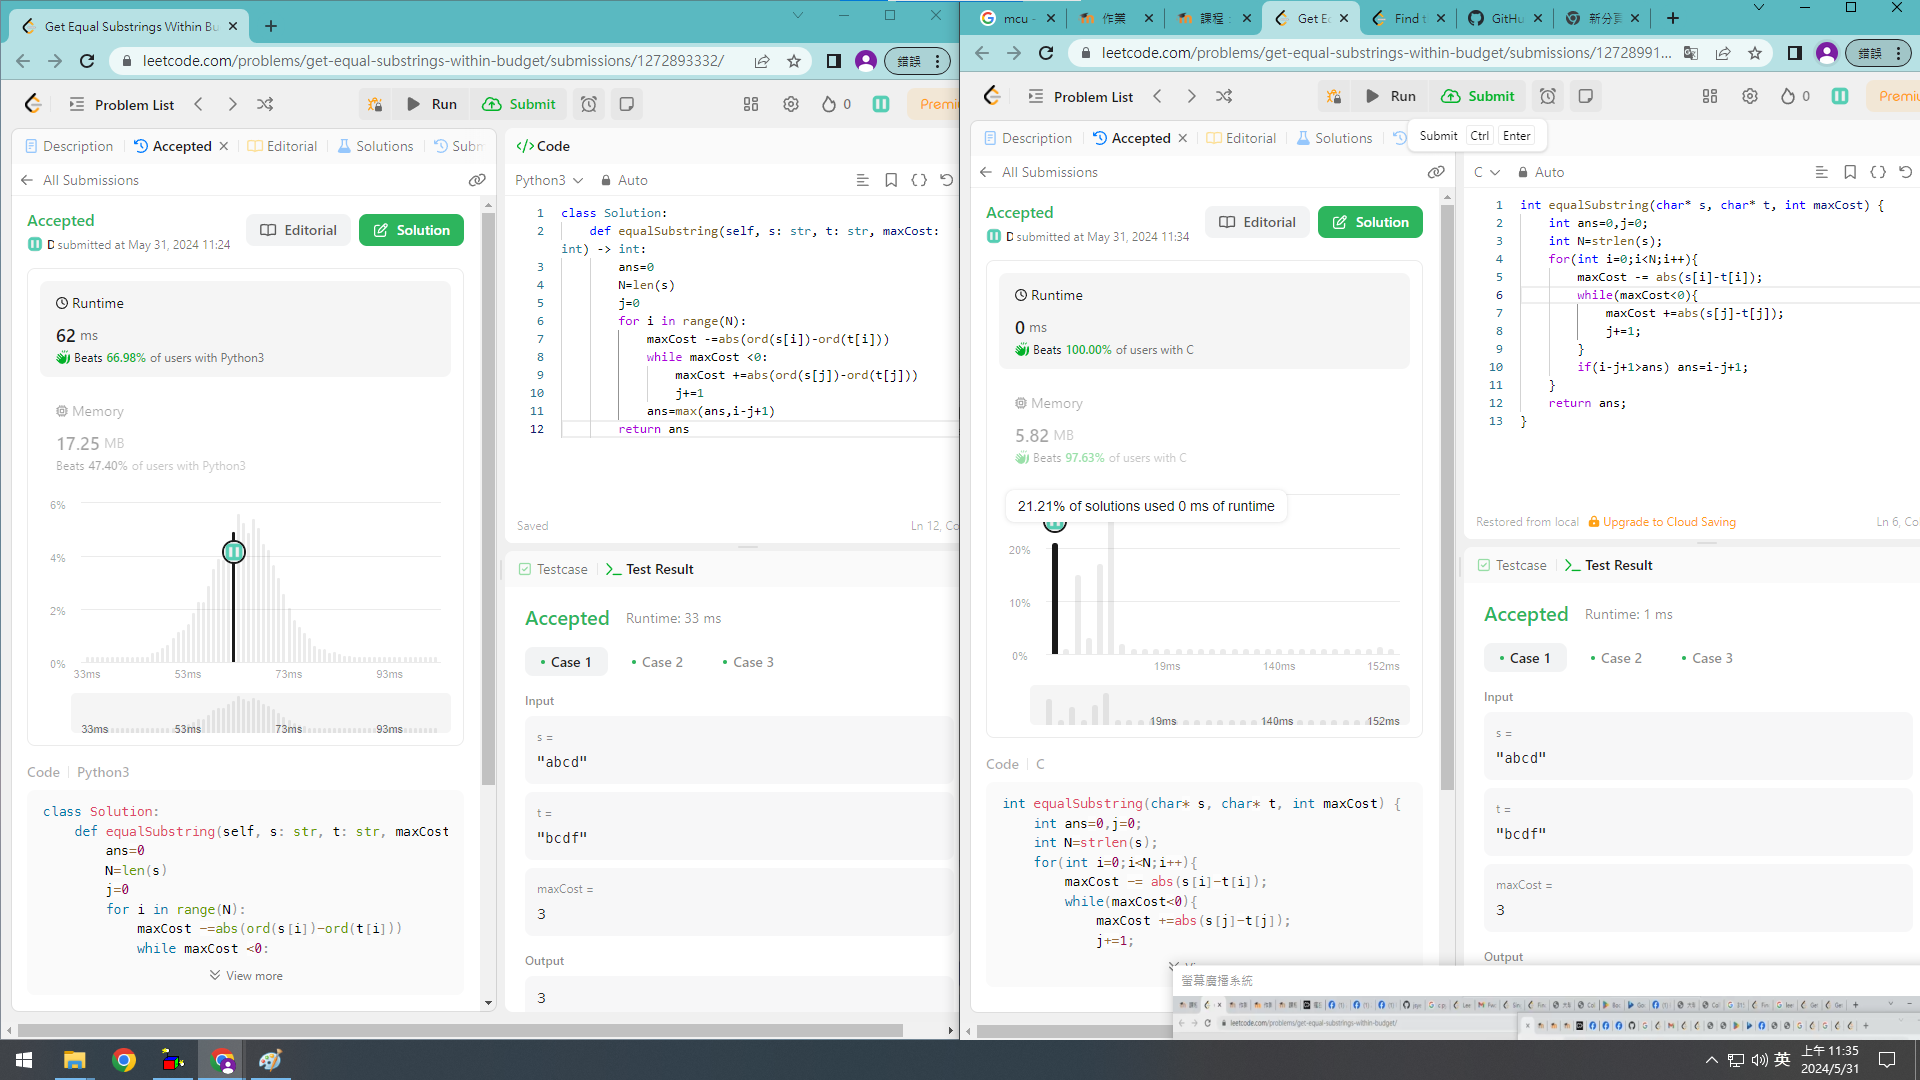 Get Equal Substrings Within Bu
leetcode.com/problems/get-equal-substrings-within-budget/submissions/1272893332/
錯誤
Problem List
Run
Submit
0
Premiu
Description
Accepted
Editorial
Solutions
Subm
All Submissions
Accepted
D submitted at May 31, 2024 11:24
Editorial
Solution
Runtime
62 ms
Beats 66.98% of users with Python3
Memory
17.25 MB
Beats 47.40% of users with Python3
6%
4%
2%
0%
33ms 53ms 73ms 93ms
33ms 53ms 73ms 93ms
Code | Python3
class Solution:
    def equalSubstring(self, s: str, t: str, maxCost
        ans=0
        N=len(s)
        j=0
        for i in range(N):
            maxCost -=abs(ord(s[i])-ord(t[i]))
            while maxCost <0:
View more
</> Code
Python3
Auto
1 class Solution:
2     def equalSubstring(self, s: str, t: str, maxCost:
int) -> int:
3         ans=0
4         N=len(s)
5         j=0
6         for i in range(N):
7             maxCost -=abs(ord(s[i])-ord(t[i]))
8             while maxCost <0:
9                 maxCost +=abs(ord(s[j])-ord(t[j]))
10                 j+=1
11             ans=max(ans,i-j+1)
12         return ans
Saved
Ln 12, Co
Testcase
Test Result
Accepted
Runtime: 33 ms
Case 1
Case 2
Case 3
Input
s =
"abcd"
t =
"bcdf"
maxCost =
3
Output
3
mcu -
作業
課程
Get Ec
Find t
GitHu
新分頁
leetcode.com/problems/get-equal-substrings-within-budget/submissions/12728991...
錯誤
Problem List
Run
Submit
0
Premiu
Submit Ctrl Enter
Description
Accepted
Editorial
Solutions
All Submissions
Accepted
D submitted at May 31, 2024 11:34
Editorial
Solution
Runtime
0 ms
Beats 100.00% of users with C
Memory
5.82 MB
Beats 97.63% of users with C
21.21% of solutions used 0 ms of runtime
20%
10%
0%
19ms 140ms 152ms
19ms 140ms 152ms
Code | C
int equalSubstring(char* s, char* t, int maxCost) {
    int ans=0,j=0;
    int N=strlen(s);
    for(int i=0;i<N;i++){
        maxCost -= abs(s[i]-t[i]);
        while(maxCost<0){
            maxCost +=abs(s[j]-t[j]);
            j+=1;
C
Auto
1 int equalSubstring(char* s, char* t, int maxCost) {
2     int ans=0,j=0;
3     int N=strlen(s);
4     for(int i=0;i<N;i++){
5         maxCost -= abs(s[i]-t[i]);
6         while(maxCost<0){
7             maxCost +=abs(s[j]-t[j]);
8             j+=1;
9         }
10         if(i-j+1>ans) ans=i-j+1;
11     }
12     return ans;
13 }
Restored from local
Upgrade to Cloud Saving
Ln 6, Co
Testcase
Test Result
Accepted
Runtime: 1 ms
Case 1
Case 2
Case 3
Input
s =
"abcd"
t =
"bcdf"
maxCost =
3
Output
螢幕廣播系統
leetcode.com/problems/get-equal-substrings-within-budget/
英
上午 11:35
2024/5/31